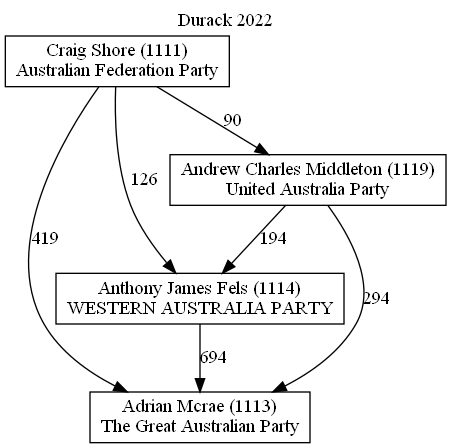 Durack 2022
Craig Shore (1111)
Australian Federation Party
90
Andrew Charles Middleton (1119)
United Australia Party
126
419
194
Anthony James Fels (1114)
WESTERN AUSTRALIA PARTY
294
694
Adrian Mcrae (1113)
The Great Australian Party